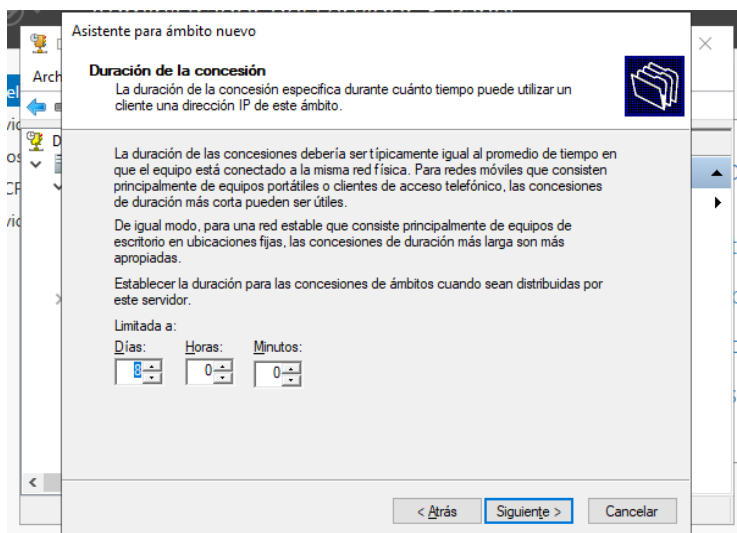 Asistente para ámbito nuevo
Arch
Duración de la concesión
La duración de la concesión especifica durante cuánto tiempo puede utilizar un
cliente una dirección IP de este ámbito.
D
La duración de las concesiones debería ser típicamente igual al promedio de tiempo en
que el equipo está conectado a la misma red física. Para redes móviles que consisten
principalmente de equipos portátiles o clientes de acceso telefónico, las concesiones
de duración más corta pueden ser útiles.
De igual modo, para una red estable que consiste principalmente de equipos de
escritorio en ubicaciones fijas, las concesiones de duración más larga son más
apropiadas.
Establecer la duración para las concesiones de ámbitos cuando sean distribuidas por
este servidor.
Limitada a:
Días: Horas: Minutos:
8 0 0
< Atrás Siguiente > Cancelar